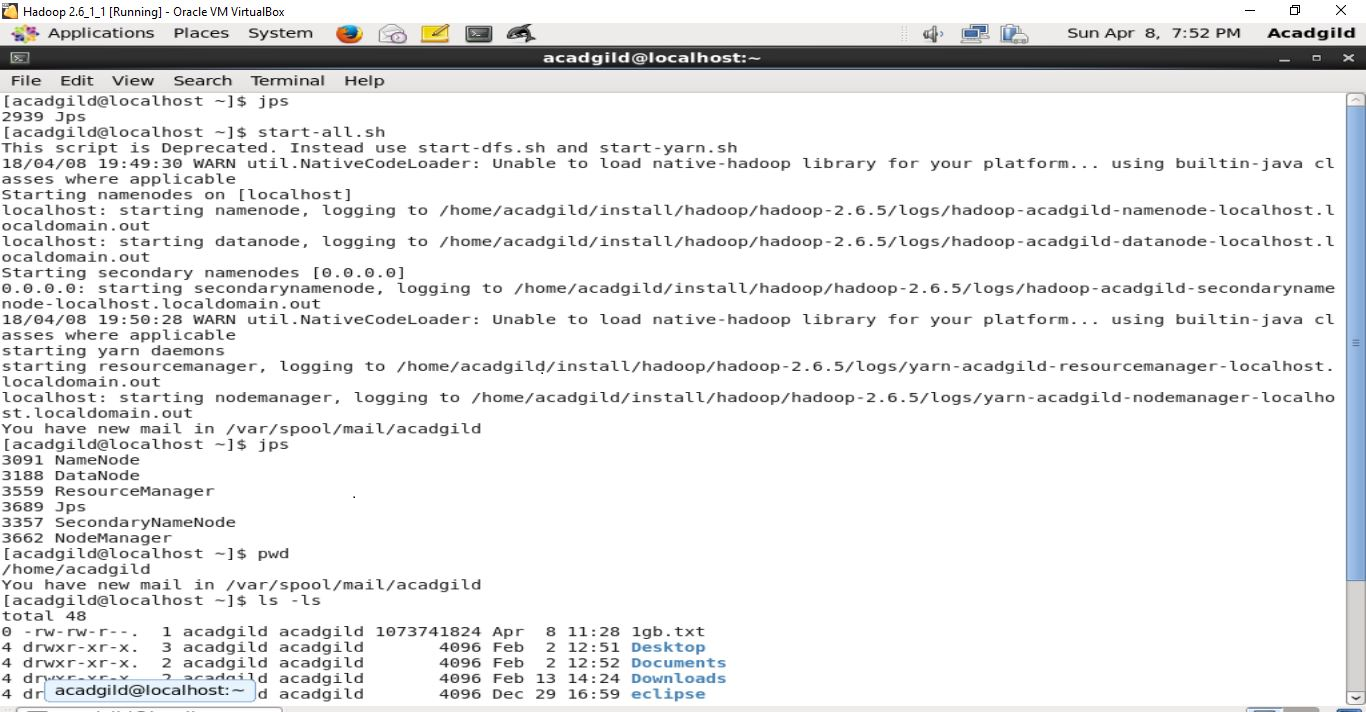 Hadoop 2.6_1_1 [Running] - Oracle VM VirtualBox
Applications Places System Sun Apr 8, 7:52 PM Acadgild
acadgild@localhost:~
File Edit View Search Terminal Help
[acadgild@localhost ~]$ jps
2939 Jps
[acadgild@localhost ~]$ start-all.sh
This script is Deprecated. Instead use start-dfs.sh and start-yarn.sh
18/04/08 19:49:30 WARN util.NativeCodeLoader: Unable to load native-hadoop library for your platform... using builtin-java cl
asses where applicable
Starting namenodes on [localhost]
localhost: starting namenode, logging to /home/acadgild/install/hadoop/hadoop-2.6.5/logs/hadoop-acadgild-namenode-localhost.l
ocaldomain.out
localhost: starting datanode, logging to /home/acadgild/install/hadoop/hadoop-2.6.5/logs/hadoop-acadgild-datanode-localhost.l
ocaldomain.out
Starting secondary namenodes [0.0.0.0]
0.0.0.0: starting secondarynamenode, logging to /home/acadgild/install/hadoop/hadoop-2.6.5/logs/hadoop-acadgild-secondaryname
node-localhost.localdomain.out
18/04/08 19:50:28 WARN util.NativeCodeLoader: Unable to load native-hadoop library for your platform... using builtin-java cl
asses where applicable
starting yarn daemons
starting resourcemanager, logging to /home/acadgild/install/hadoop/hadoop-2.6.5/logs/yarn-acadgild-resourcemanager-localhost.
localdomain.out
localhost: starting nodemanager, logging to /home/acadgild/install/hadoop/hadoop-2.6.5/logs/yarn-acadgild-nodemanager-localho
st.localdomain.out
You have new mail in /var/spool/mail/acadgild
[acadgild@localhost ~]$ jps
3091 NameNode
3188 DataNode
3559 ResourceManager
3689 Jps
3357 SecondaryNameNode
3662 NodeManager
[acadgild@localhost ~]$ pwd
/home/acadgild
You have new mail in /var/spool/mail/acadgild
[acadgild@localhost ~]$ ls -ls
total 48
0 -rw-rw-r--. 1 acadgild acadgild 1073741824 Apr 8 11:28 1gb.txt
4 drwxr-xr-x. 3 acadgild acadgild 4096 Feb 2 12:51 Desktop
4 drwxr-xr-x. 2 acadgild acadgild 4096 Feb 2 12:52 Documents
4 drwxr-xr-x. 2 acadgild acadgild 4096 Feb 13 14:24 Downloads
4 dr acadgild@localhost:~ d acadgild 4096 Dec 29 16:59 eclipse